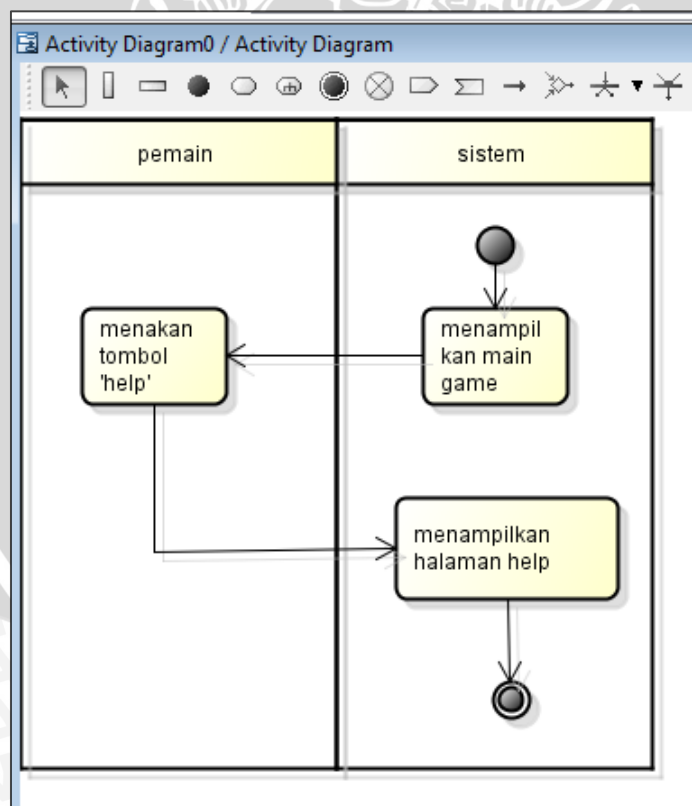 Activity Diagram0 / Activity Diagram
pemain
sistem
menampil
kan main
game
menakan
tombol
'help'
menampilkan
halaman help